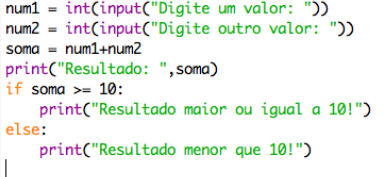 num1 = int(input("Digite um valor: "))
num2 = int(input("Digite outro valor: "))
soma = num1+num2
print("Resultado: ",soma)
if soma >= 10:
    print("Resultado maior ou igual a 10!")
else:
    print("Resultado menor que 10!")